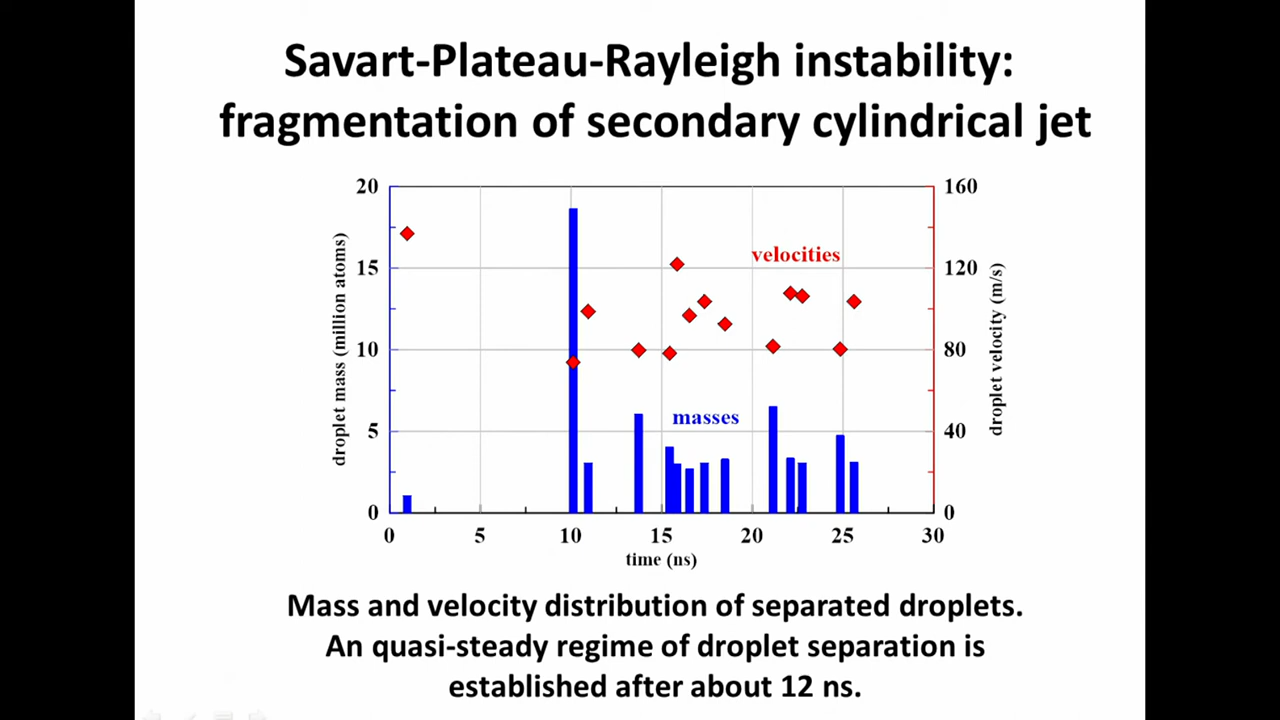 Savart-Plateau-Rayleigh instability:
fragmentation of secondary cylindrical jet
20
15
10
5
0
droplet mass (million atoms)
160
120
80
40
0
droplet velocity (m/s)
velocities
masses
0 5 10 15 20 25 30
time (ns)
Mass and velocity distribution of separated droplets.
An quasi-steady regime of droplet separation is
established after about 12 ns.